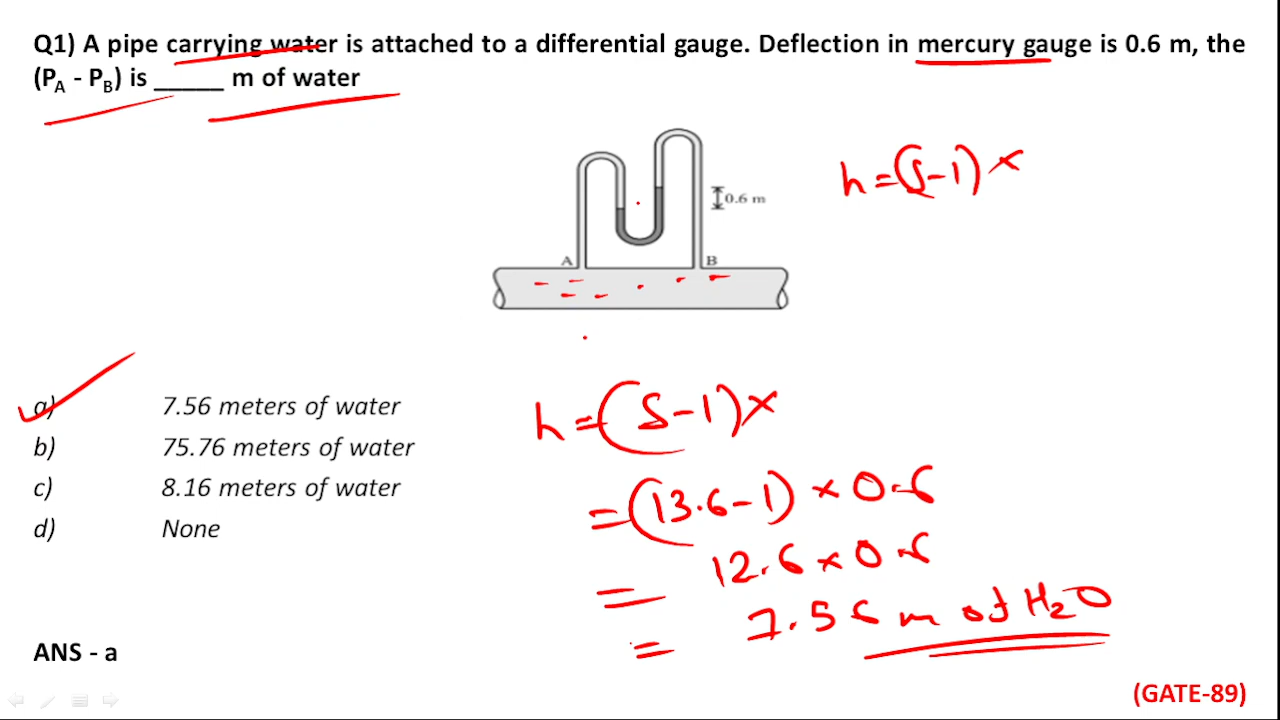 Q1) A pipe carrying water is attached to a differential gauge. Deflection in mercury gauge is 0.6 m, the
(PA - PB) is _____ m of water
h = (S-1) x
0.6 m
A
B
a) 7.56 meters of water
b) 75.76 meters of water
c) 8.16 meters of water
d) None
h = (S-1) x
= (13.6-1) x 0.6
= 12.6 x 0.6
= 7.56 m of H2O
ANS - a
(GATE-89)